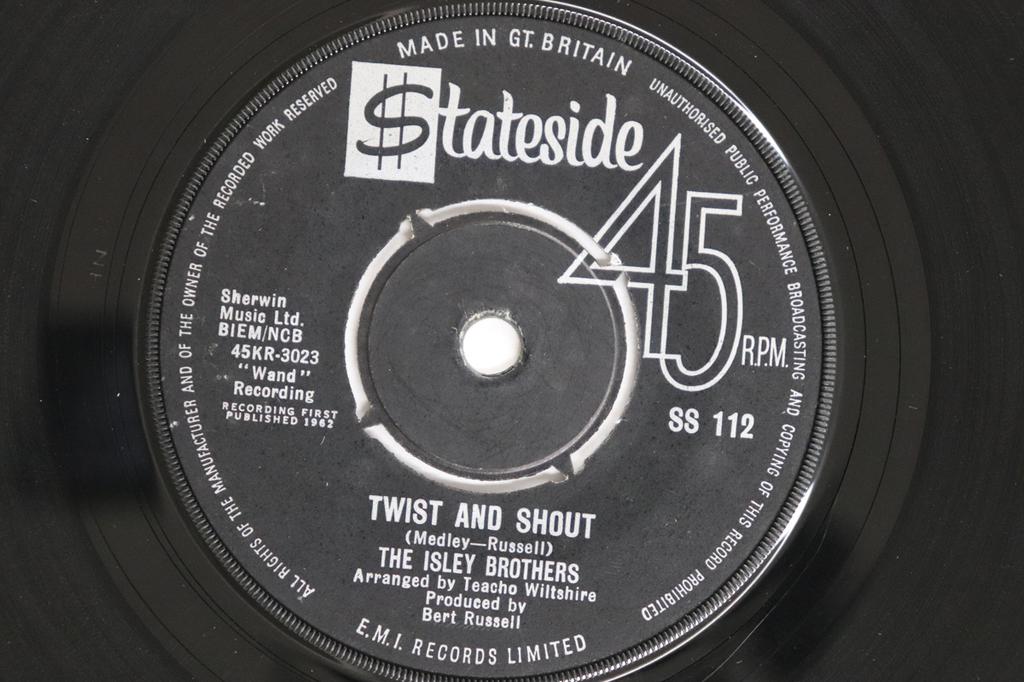 MADE IN GT. BRITAIN
UNAUTHORISED PUBLIC PERFORMANCE BROADCASTING AND COPYING OF THIS RECORD PROHIBITED
ALL RIGHTS OF THE MANUFACTURER AND OF THE OWNER OF THE RECORDED WORK RESERVED
$tateside
45
R.P.M.
Sherwin
Music Ltd.
BIEM/NCB
45KR-3023
"Wand"
Recording
RECORDING FIRST
PUBLISHED 1962
SS 112
TWIST AND SHOUT
(Medley—Russell)
THE ISLEY BROTHERS
Arranged by Teacho Wiltshire
Produced by
Bert Russell
E.M.I. RECORDS LIMITED